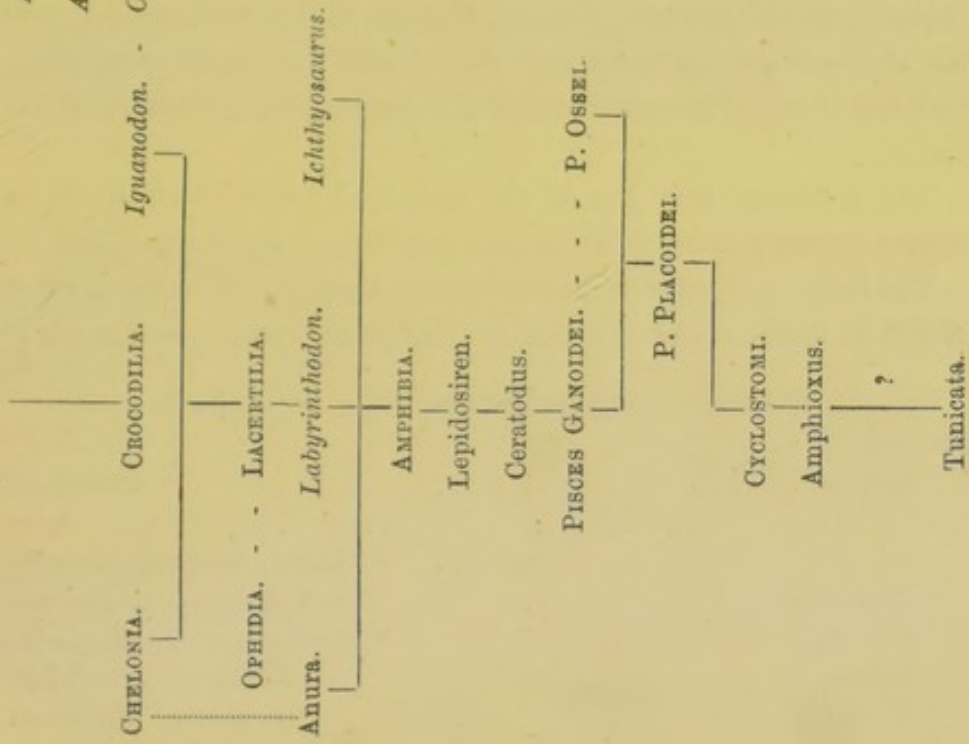 CHELONIA. CROCODILIA. Iguanodon. -
OPHIDIA. - - LACERTILIA.
Anura. Labyrinthodon. Ichthyosaurus.
AMPHIBIA.
Lepidosiren.
Ceratodus.
PISCES GANOIDEI. - - - P. OSSEI.
P. PLACOIDEI.
CYCLOSTOMI.
Amphioxus.
?
Tunicata.